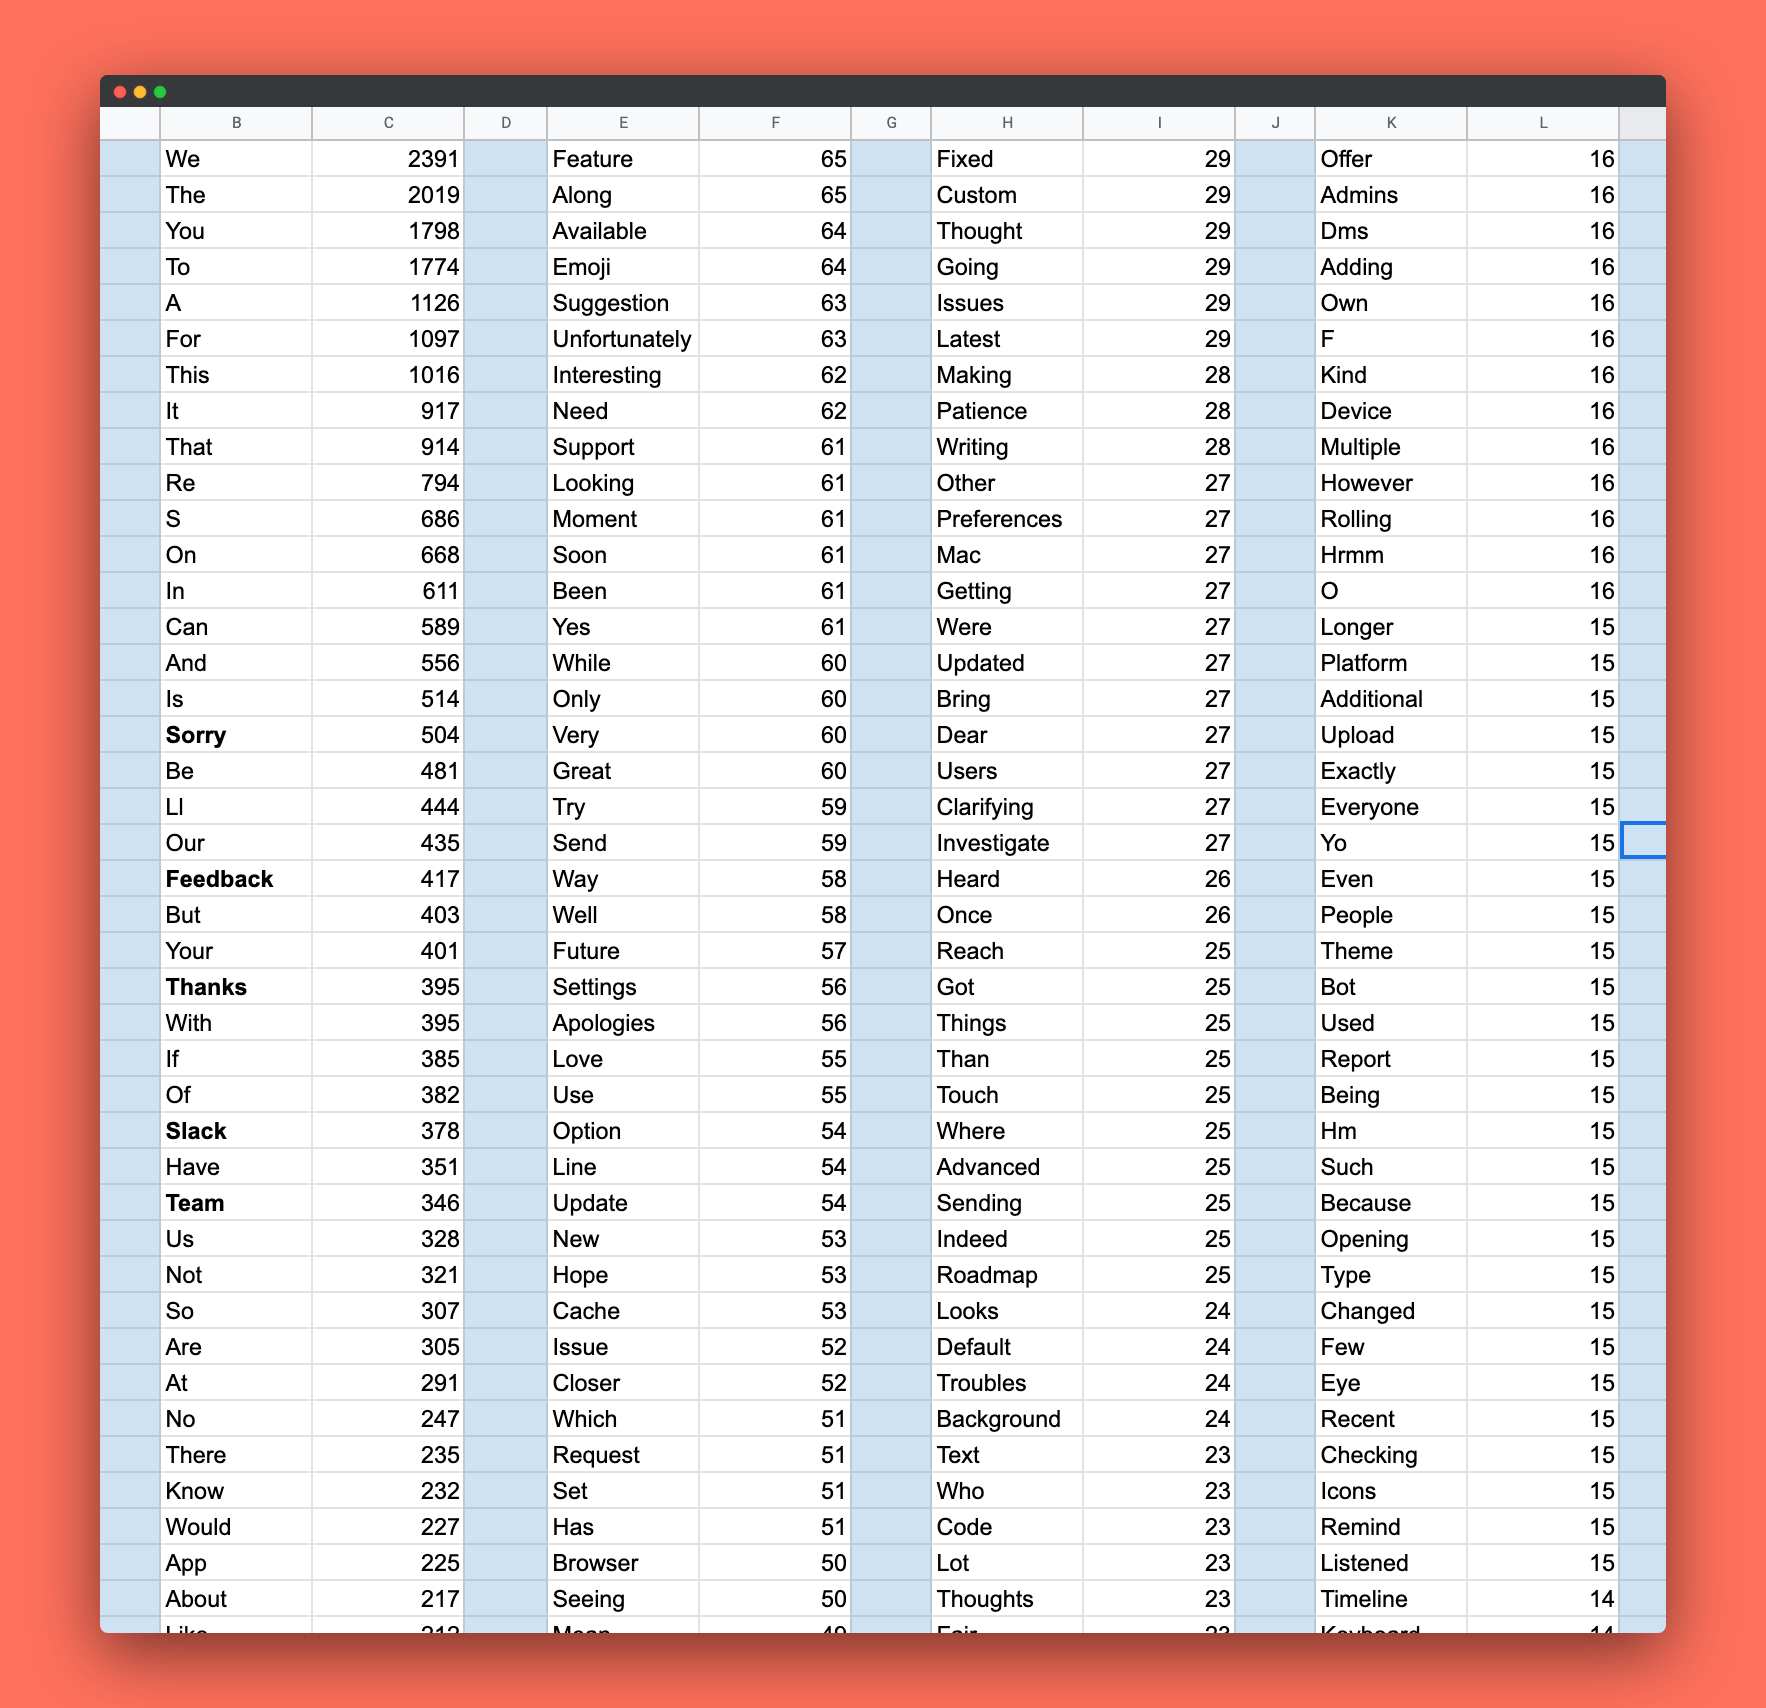 B C D E F G H I J K L
We 2391 Feature 65 Fixed 29 Offer 16
The 2019 Along 65 Custom 29 Admins 16
You 1798 Available 64 Thought 29 Dms 16
To 1774 Emoji 64 Going 29 Adding 16
A 1126 Suggestion 63 Issues 29 Own 16
For 1097 Unfortunately 63 Latest 29 F 16
This 1016 Interesting 62 Making 28 Kind 16
It 917 Need 62 Patience 28 Device 16
That 914 Support 61 Writing 28 Multiple 16
Re 794 Looking 61 Other 27 However 16
S 686 Moment 61 Preferences 27 Rolling 16
On 668 Soon 61 Mac 27 Hrmm 16
In 611 Been 61 Getting 27 O 16
Can 589 Yes 61 Were 27 Longer 15
And 556 While 60 Updated 27 Platform 15
Is 514 Only 60 Bring 27 Additional 15
Sorry 504 Very 60 Dear 27 Upload 15
Be 481 Great 60 Users 27 Exactly 15
Ll 444 Try 59 Clarifying 27 Everyone 15
Our 435 Send 59 Investigate 27 Yo 15
Feedback 417 Way 58 Heard 26 Even 15
But 403 Well 58 Once 26 People 15
Your 401 Future 57 Reach 25 Theme 15
Thanks 395 Settings 56 Got 25 Bot 15
With 395 Apologies 56 Things 25 Used 15
If 385 Love 55 Than 25 Report 15
Of 382 Use 55 Touch 25 Being 15
Slack 378 Option 54 Where 25 Hm 15
Have 351 Line 54 Advanced 25 Such 15
Team 346 Update 54 Sending 25 Because 15
Us 328 New 53 Indeed 25 Opening 15
Not 321 Hope 53 Roadmap 25 Type 15
So 307 Cache 53 Looks 24 Changed 15
Are 305 Issue 52 Default 24 Few 15
At 291 Closer 52 Troubles 24 Eye 15
No 247 Which 51 Background 24 Recent 15
There 235 Request 51 Text 23 Checking 15
Know 232 Set 51 Who 23 Icons 15
Would 227 Has 51 Code 23 Remind 15
App 225 Browser 50 Lot 23 Listened 15
About 217 Seeing 50 Thoughts 23 Timeline 14
Like Mean Fair Keyboard 14